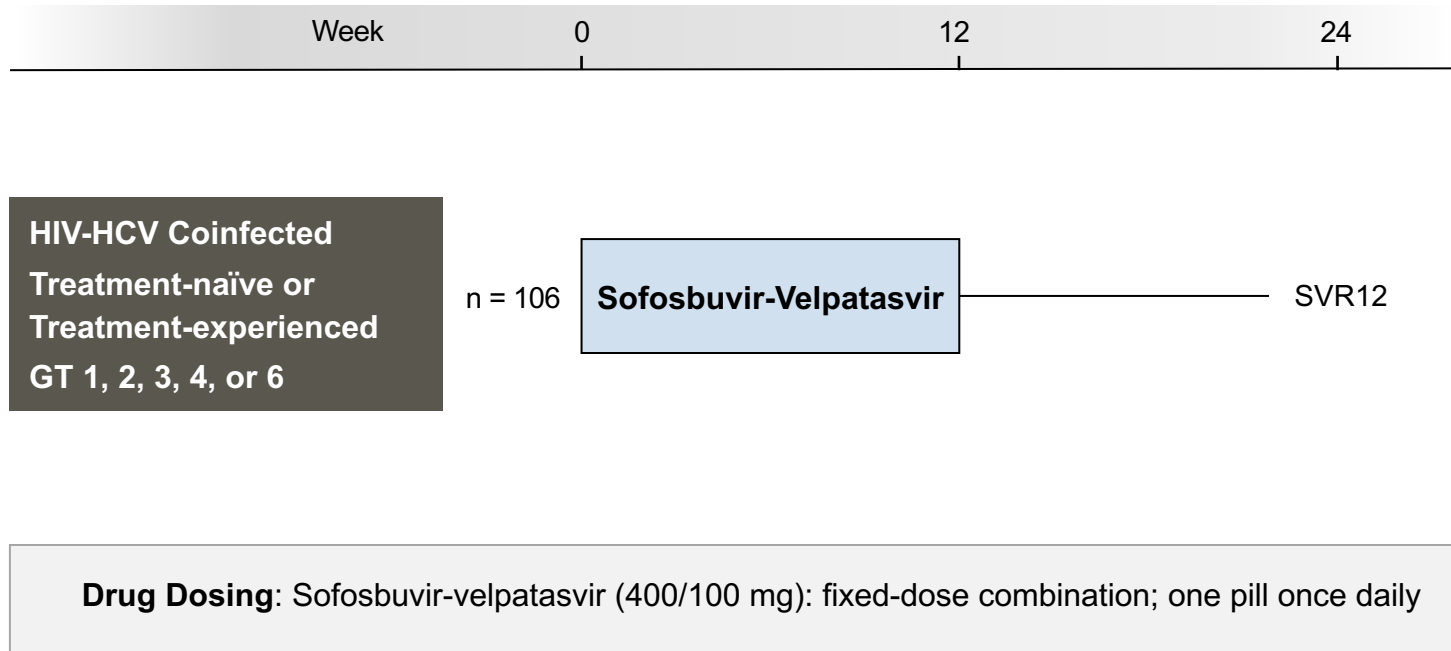 Week 0 12 24
HIV-HCV Coinfected
Treatment-naïve or
Treatment-experienced
GT 1, 2, 3, 4, or 6
n = 106
Sofosbuvir-Velpatasvir
SVR12
Drug Dosing: Sofosbuvir-velpatasvir (400/100 mg): fixed-dose combination; one pill once daily